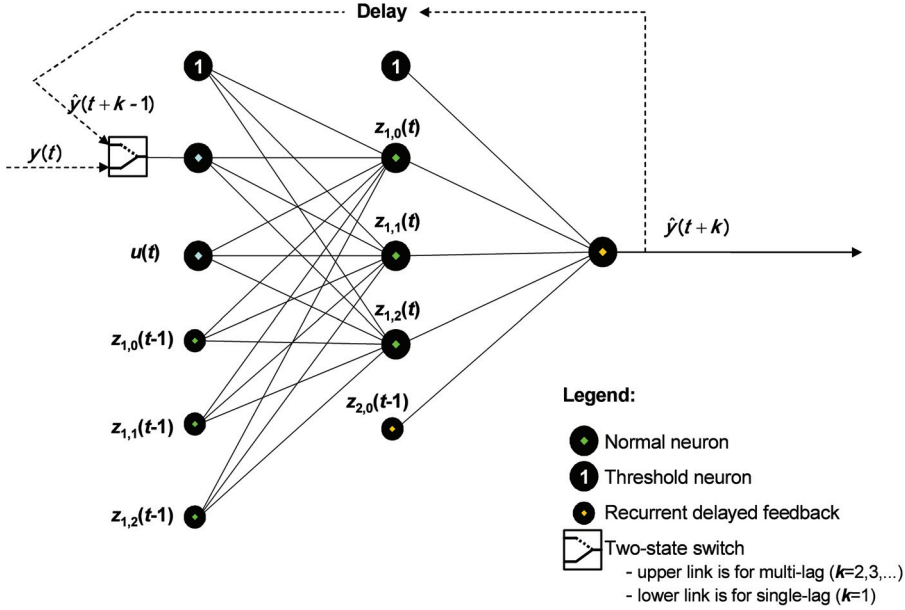 Delay
1
1
ŷ(t + k - 1)
z1,0(t)
y(t)
z1,1(t)
ŷ(t + k)
u(t)
z1,2(t)
z1,0(t-1)
z2,0(t-1)
z1,1(t-1)
z1,2(t-1)
Legend:
Normal neuron
1 Threshold neuron
Recurrent delayed feedback
Two-state switch
- upper link is for multi-lag (k=2,3,...)
- lower link is for single-lag (k=1)